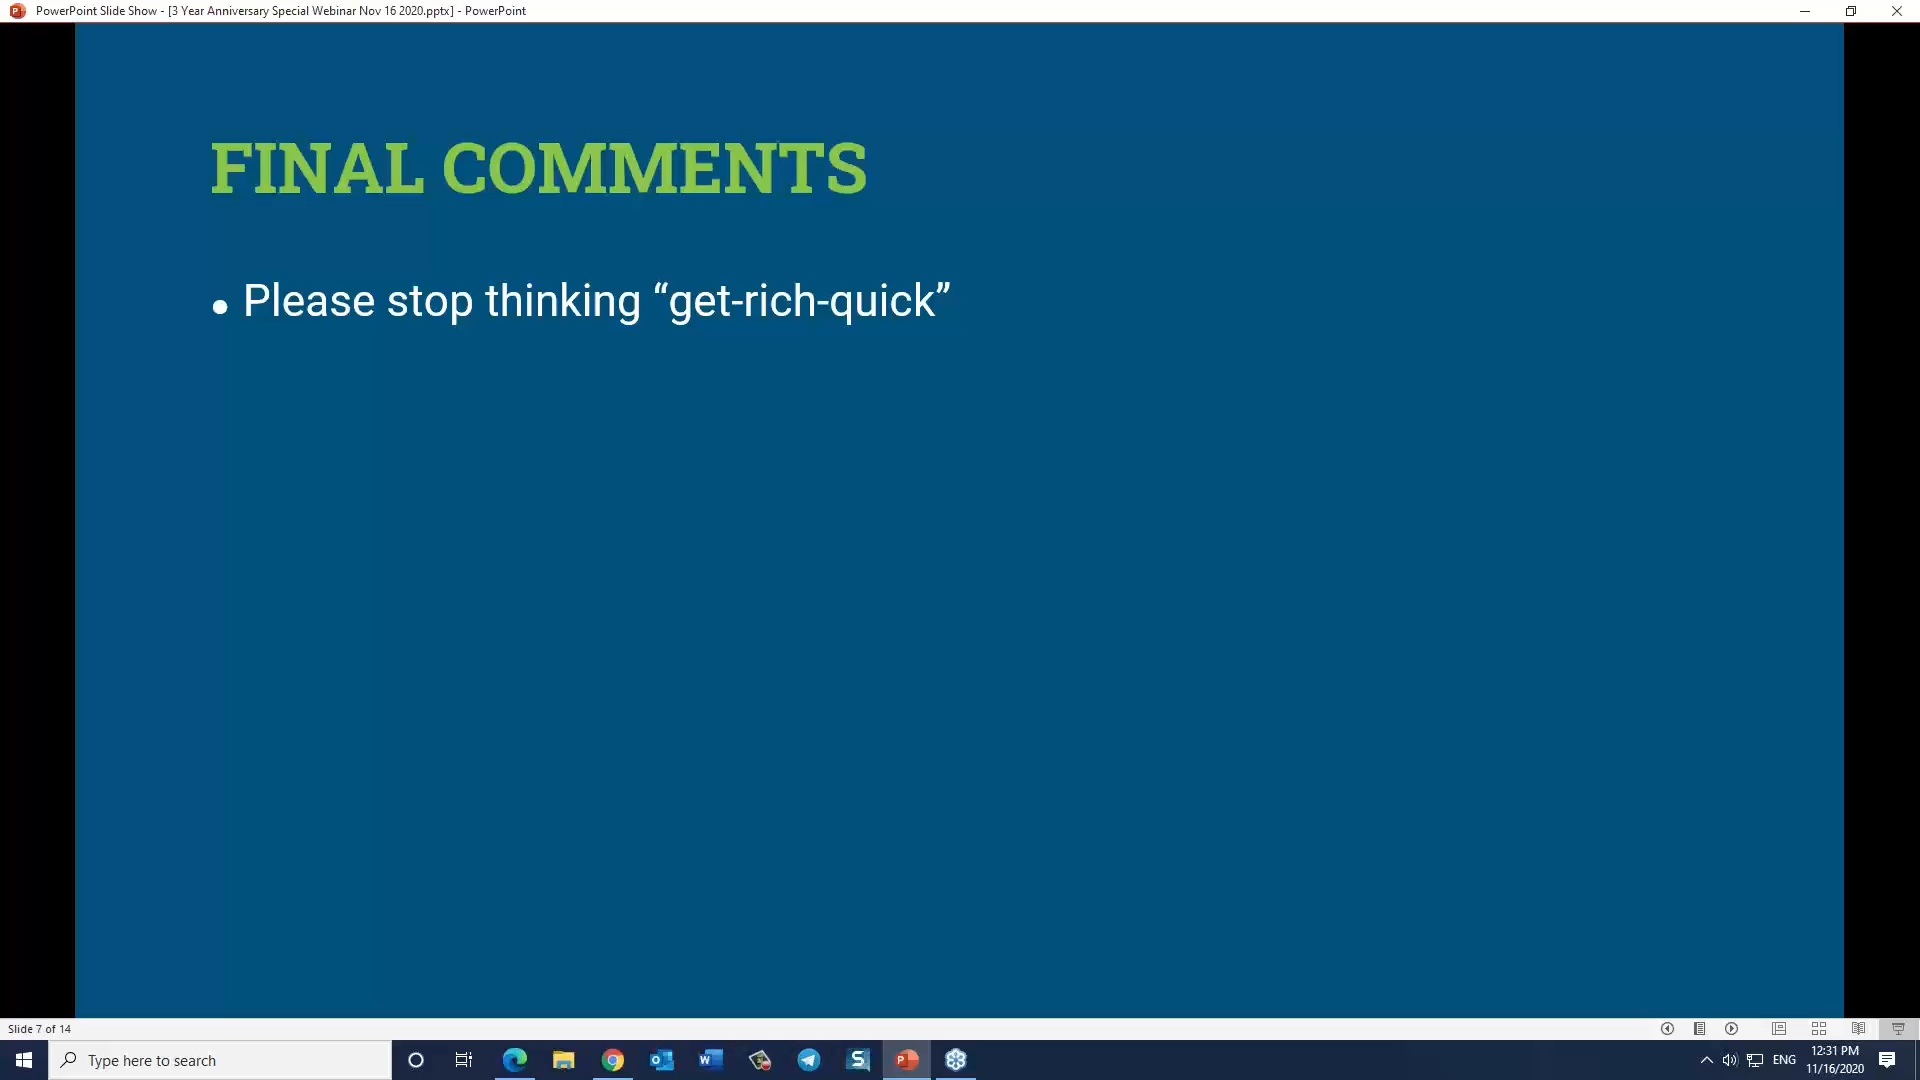 PowerPoint Slide Show - [3 Year Anniversary Special Webinar Nov 16 2020.pptx] - PowerPoint
FINAL COMMENTS
• Please stop thinking “get-rich-quick”
Slide 7 of 14
Type here to search
ENG
12:31 PM
11/16/2020